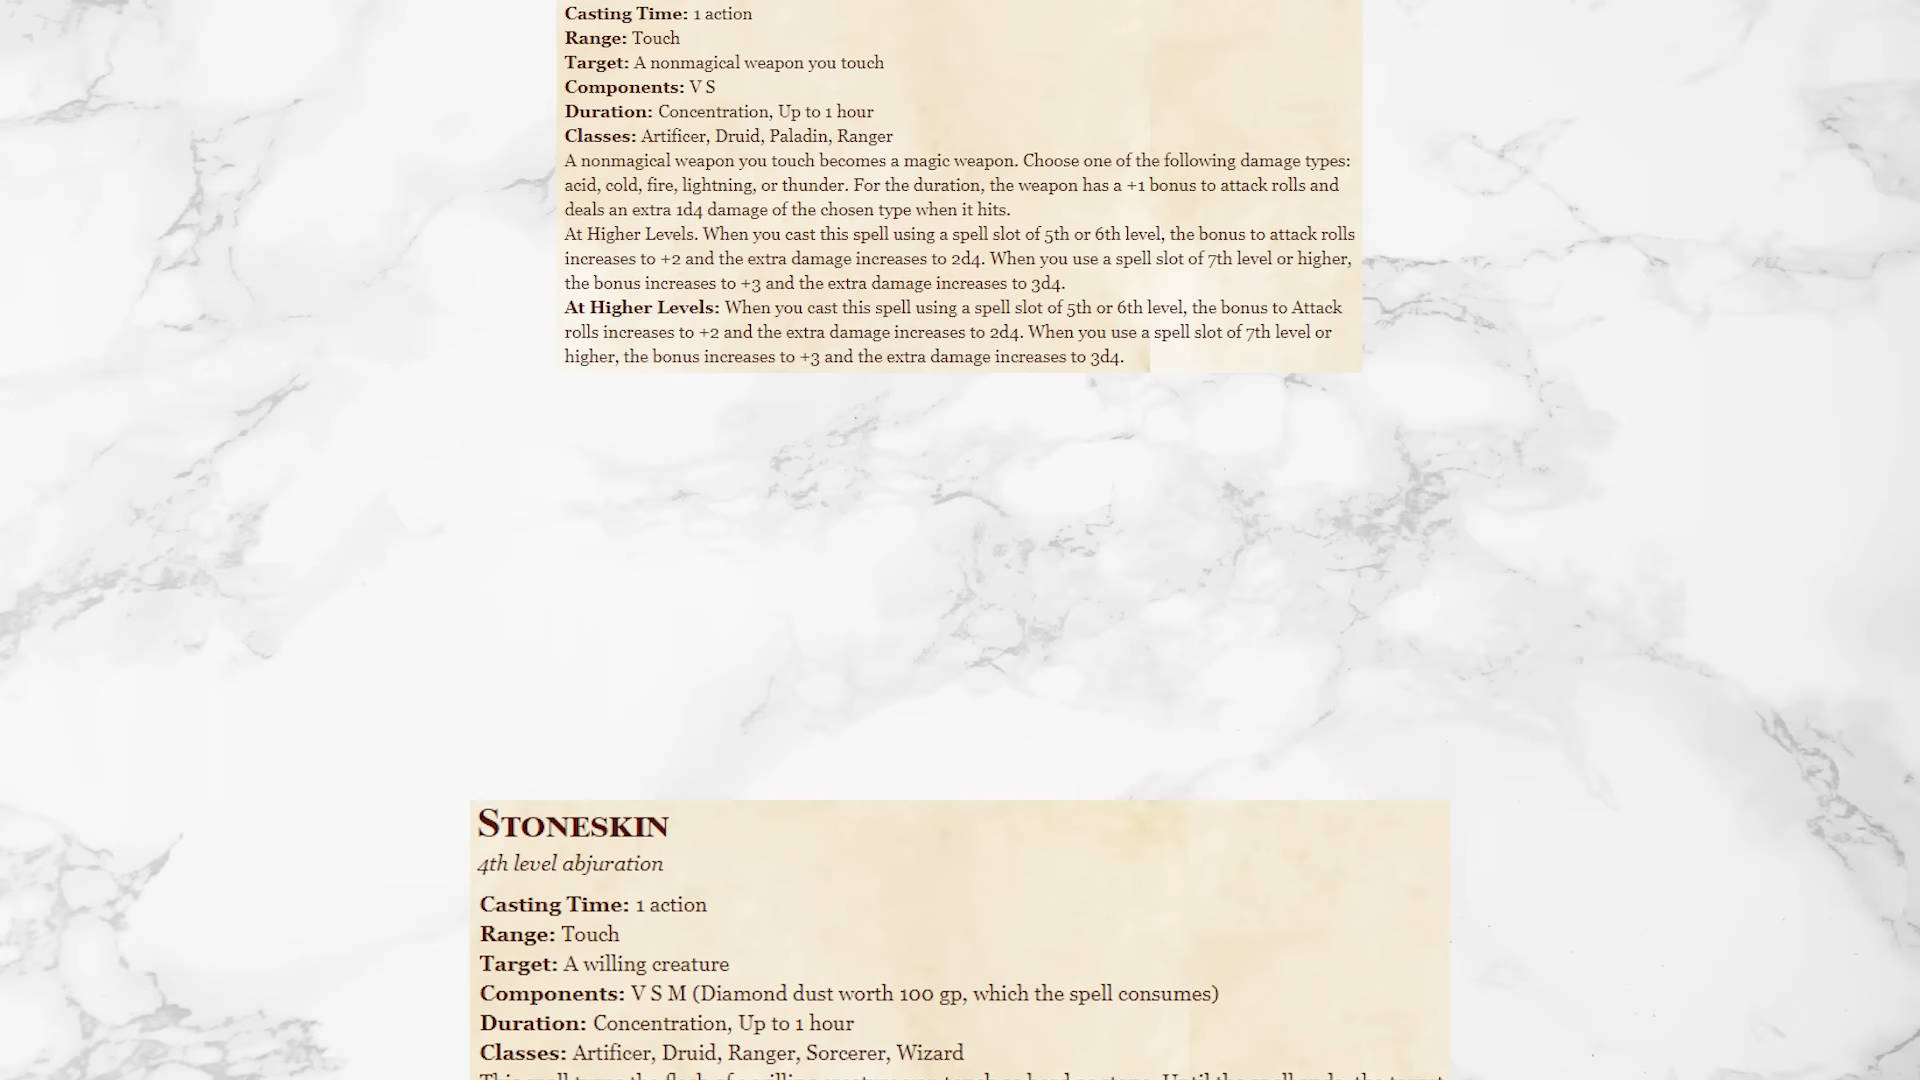 Casting Time: 1 action
Range: Touch
Target: A nonmagical weapon you touch
Components: V S
Duration: Concentration, Up to 1 hour
Classes: Artificer, Druid, Paladin, Ranger
A nonmagical weapon you touch becomes a magic weapon. Choose one of the following damage types:
acid, cold, fire, lightning, or thunder. For the duration, the weapon has a +1 bonus to attack rolls and
deals an extra 1d4 damage of the chosen type when it hits.
At Higher Levels. When you cast this spell using a spell slot of 5th or 6th level, the bonus to attack rolls
increases to +2 and the extra damage increases to 2d4. When you use a spell slot of 7th level or higher,
the bonus increases to +3 and the extra damage increases to 3d4.
At Higher Levels: When you cast this spell using a spell slot of 5th or 6th level, the bonus to Attack
rolls increases to +2 and the extra damage increases to 2d4. When you use a spell slot of 7th level or
higher, the bonus increases to +3 and the extra damage increases to 3d4.
Stoneskin
4th level abjuration
Casting Time: 1 action
Range: Touch
Target: A willing creature
Components: V S M (Diamond dust worth 100 gp, which the spell consumes)
Duration: Concentration, Up to 1 hour
Classes: Artificer, Druid, Ranger, Sorcerer, Wizard